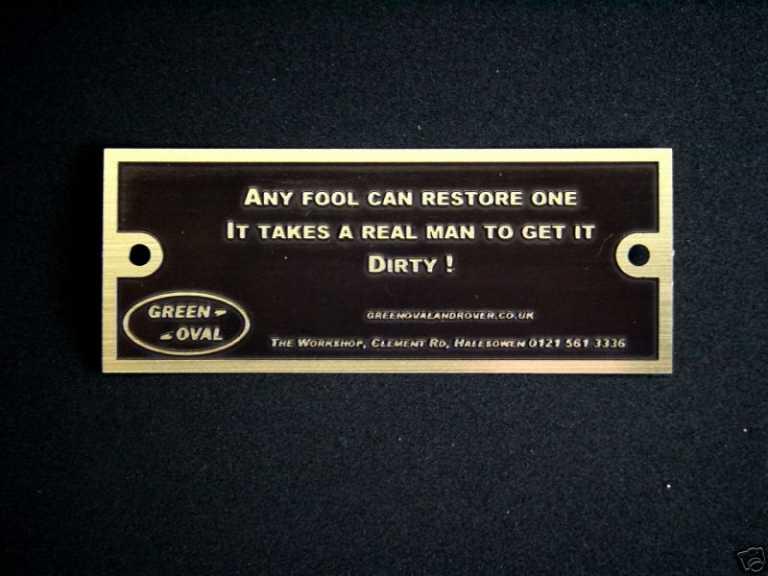 ANY FOOL CAN RESTORE ONE
IT TAKES A REAL MAN TO GET IT
DIRTY !
GREENOVALANDROVER.CO.UK
GREEN
OVAL
THE WORKSHOP, CLEMENT RD, HALESOWEN 0121 561 3336